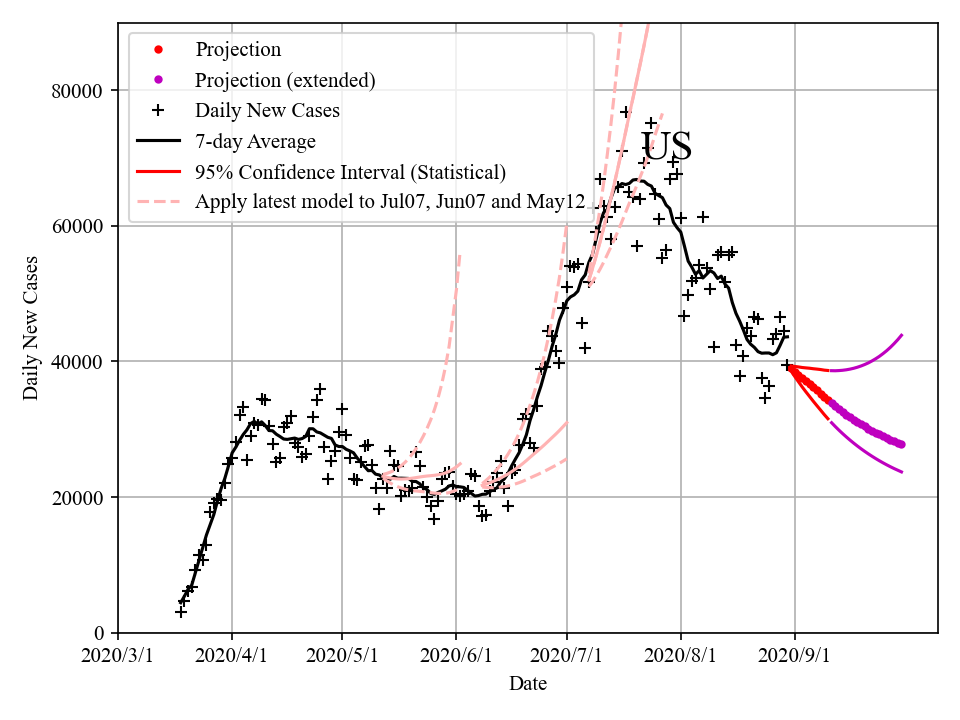 Projection
Projection (extended)
Daily New Cases
7-day Average
95% Confidence Interval (Statistical)
Apply latest model to Jul07, Jun07 and May12
US
Daily New Cases
80000
60000
40000
20000
0
2020/3/1 2020/4/1 2020/5/1 2020/6/1 2020/7/1 2020/8/1 2020/9/1
Date